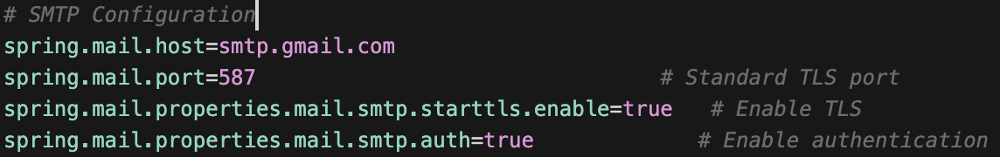 # SMTP Configuration
spring.mail.host=smtp.gmail.com
spring.mail.port=587 # Standard TLS port
spring.mail.properties.mail.smtp.starttls.enable=true # Enable TLS
spring.mail.properties.mail.smtp.auth=true # Enable authentication